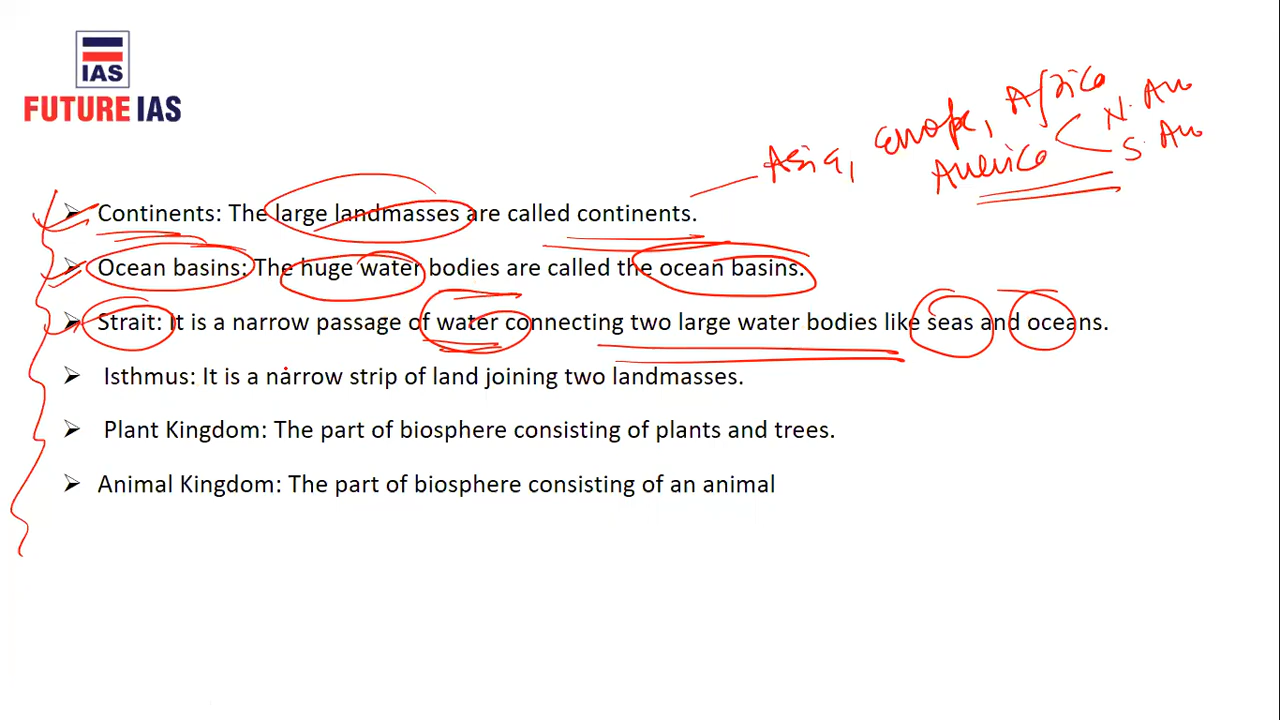 IAS
FUTURE IAS
Asia, Europe, Africa
America < N. Am
S. Am
➢ Continents: The large landmasses are called continents.
➢ Ocean basins: The huge water bodies are called the ocean basins.
➢ Strait: It is a narrow passage of water connecting two large water bodies like seas and oceans.
➢ Isthmus: It is a narrow strip of land joining two landmasses.
➢ Plant Kingdom: The part of biosphere consisting of plants and trees.
➢ Animal Kingdom: The part of biosphere consisting of an animal